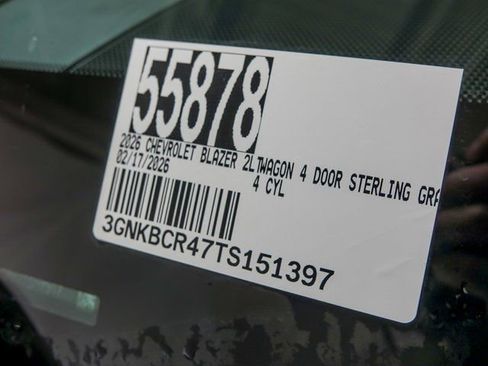 55878
2026 CHEVROLET BLAZER 2LTWAGON 4 DOOR STERLING GRA
02/17/2026 4 CYL
3GNKBCR47TS151397